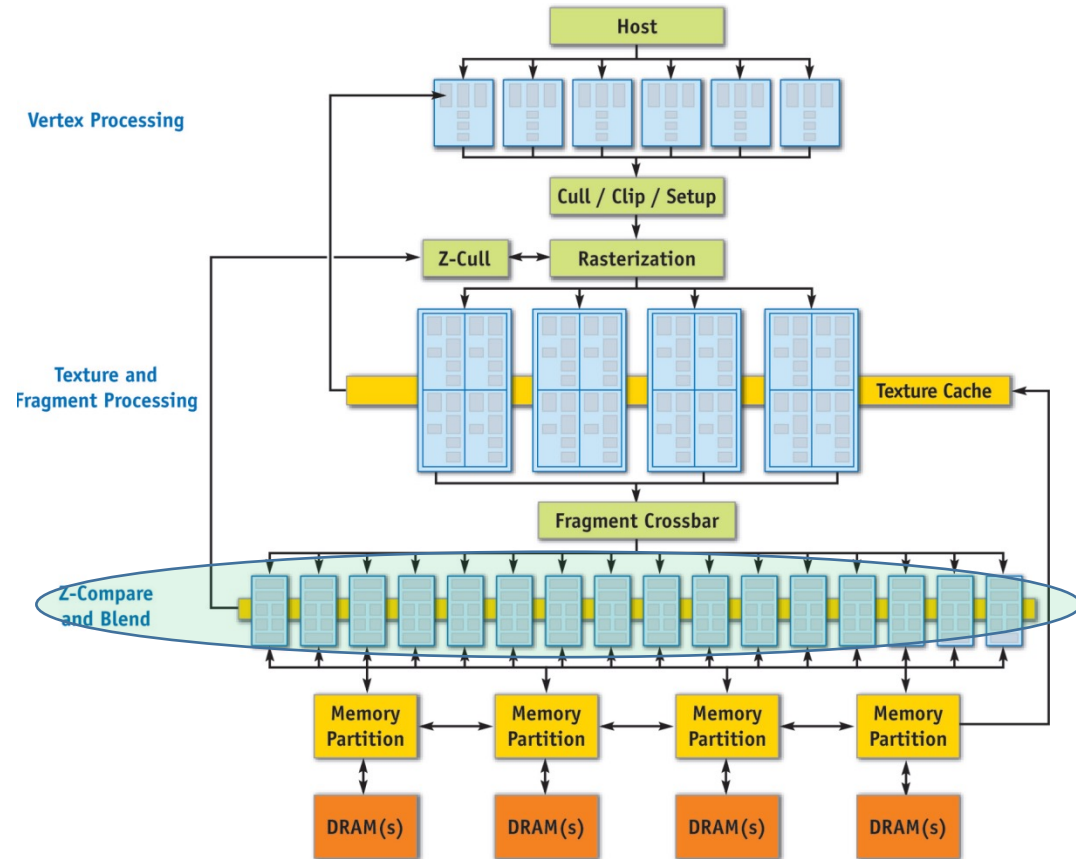 Host
Vertex Processing
Cull / Clip / Setup
Z-Cull
Rasterization
Texture and
Fragment Processing
Texture Cache
Fragment Crossbar
Z-Compare
and Blend
Memory
Partition
Memory
Partition
Memory
Partition
Memory
Partition
DRAM(s)
DRAM(s)
DRAM(s)
DRAM(s)